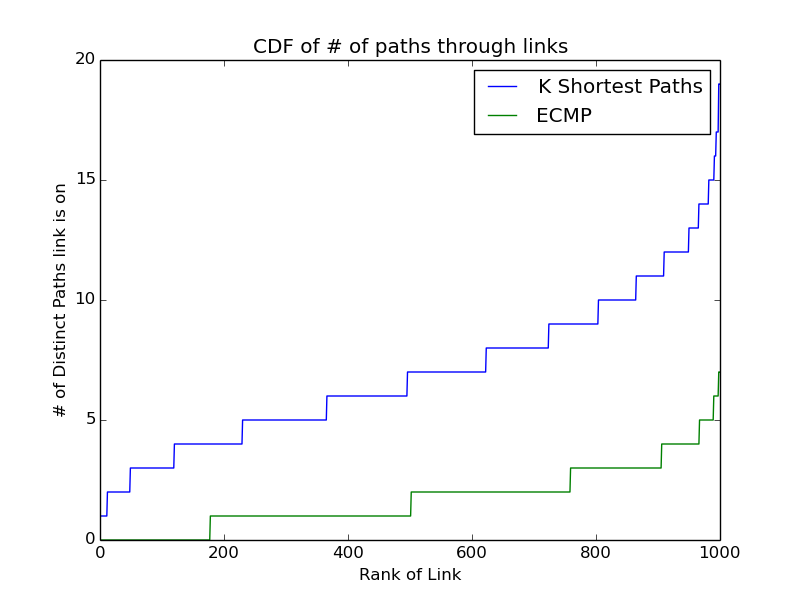 CDF of # of paths through links
K Shortest Paths
ECMP
# of Distinct Paths link is on
20
15
10
5
0
0 200 400 600 800 1000
Rank of Link